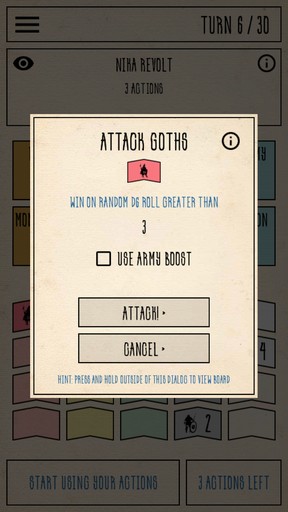 TURN 6 / 30
NIKA REVOLT
3 ACTIONS
ATTACK GOTHS
WIN ON RANDOM D6 ROLL GREATER THAN
3
USE ARMY BOOST
ATTACK! ▸
CANCEL ▸
HINT: PRESS AND HOLD OUTSIDE OF THIS DIALOG TO VIEW BOARD
4
2
START USING YOUR ACTIONS
3 ACTIONS LEFT